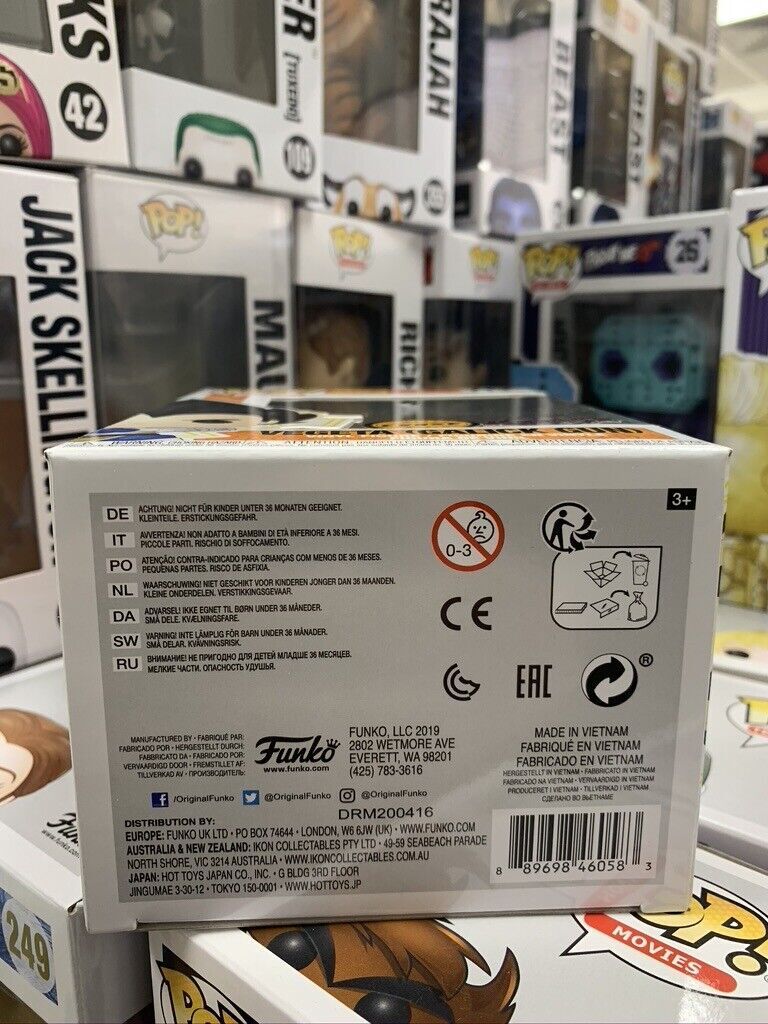 KS
42
ER
[TUXEDO]
109
RAJAH
BEAST
BEAST
JACK SKELLIN
POP!
MAU
POP!
RICK
POP!
POP!
26
VEGETA (GALICK GUN)
3+
DE ACHTUNG! NICHT FÜR KINDER UNTER 36 MONATEN GEEIGNET.
KLEINTEILE. ERSTICKUNGSGEFAHR.
IT AVVERTENZA! NON ADATTO A BAMBINI DI ETÀ INFERIORE A 36 MESI.
PICCOLE PARTI. RISCHIO DI SOFFOCAMENTO.
PO ATENÇÃO! CONTRA-INDICADO PARA CRIANÇAS COM MENOS DE 36 MESES.
PEQUENAS PARTES. RISCO DE ASFIXIA.
NL WAARSCHUWING! NIET GESCHIKT VOOR KINDEREN JONGER DAN 36 MAANDEN.
KLEINE ONDERDELEN. VERSTIKKINGSGEVAAR.
DA ADVARSEL! IKKE EGNET TIL BØRN UNDER 36 MÅNEDER.
SMÅ DELE. KVÆLNINGSFARE.
SW VARNING! INTE LÄMPLIG FÖR BARN UNDER 36 MÅNADER.
SMÅ DELAR. KVÄVNINGSRISK.
RU ВНИМАНИЕ! НЕ ПРИГОДНО ДЛЯ ДЕТЕЙ МЛАДШЕ 36 МЕСЯЦЕВ.
МЕЛКИЕ ЧАСТИ. ОПАСНОСТЬ УДУШЬЯ.
0-3
CE
EAC
®
MANUFACTURED BY • FABRIQUÉ PAR:
FABRICADO POR • HERGESTELLT DURCH:
FABBRICATO DA • FABRICADO POR:
VERVAARDIGD DOOR • FREMSTILLET AF:
TILLVERKAD AV • ПРОИЗВОДИТЕЛЬ:
Funko
www.funko.com
FUNKO, LLC 2019
2802 WETMORE AVE
EVERETT, WA 98201
(425) 783-3616
MADE IN VIETNAM
FABRIQUÉ EN VIETNAM
FABRICADO EN VIETNAM
HERGESTELLT IN VIETNAM • FABBRICATO IN VIETNAM
FABRICADO NA VIETNAM • VERVAARDIGD IN VIETNAM
PRODUCERET I VIETNAM • TILLVERKAD I VIETNAM
СДЕЛАНО ВО ВЬЕТНАМЕ
/OriginalFunko @OriginalFunko @OriginalFunko
DRM200416
DISTRIBUTION BY:
EUROPE: FUNKO UK LTD • PO BOX 74644 • LONDON, W6 6JW (UK) • WWW.FUNKO.COM
AUSTRALIA & NEW ZEALAND: IKON COLLECTABLES PTY LTD • 49-59 SEABEACH PARADE
NORTH SHORE, VIC 3214 AUSTRALIA • WWW.IKONCOLLECTABLES.COM.AU
JAPAN: HOT TOYS JAPAN CO., INC. • G BLDG 3RD FLOOR
JINGUMAE 3-30-12 • TOKYO 150-0001 • WWW.HOTTOYS.JP
8 89698 46058 3
249
POP!
MOVIES